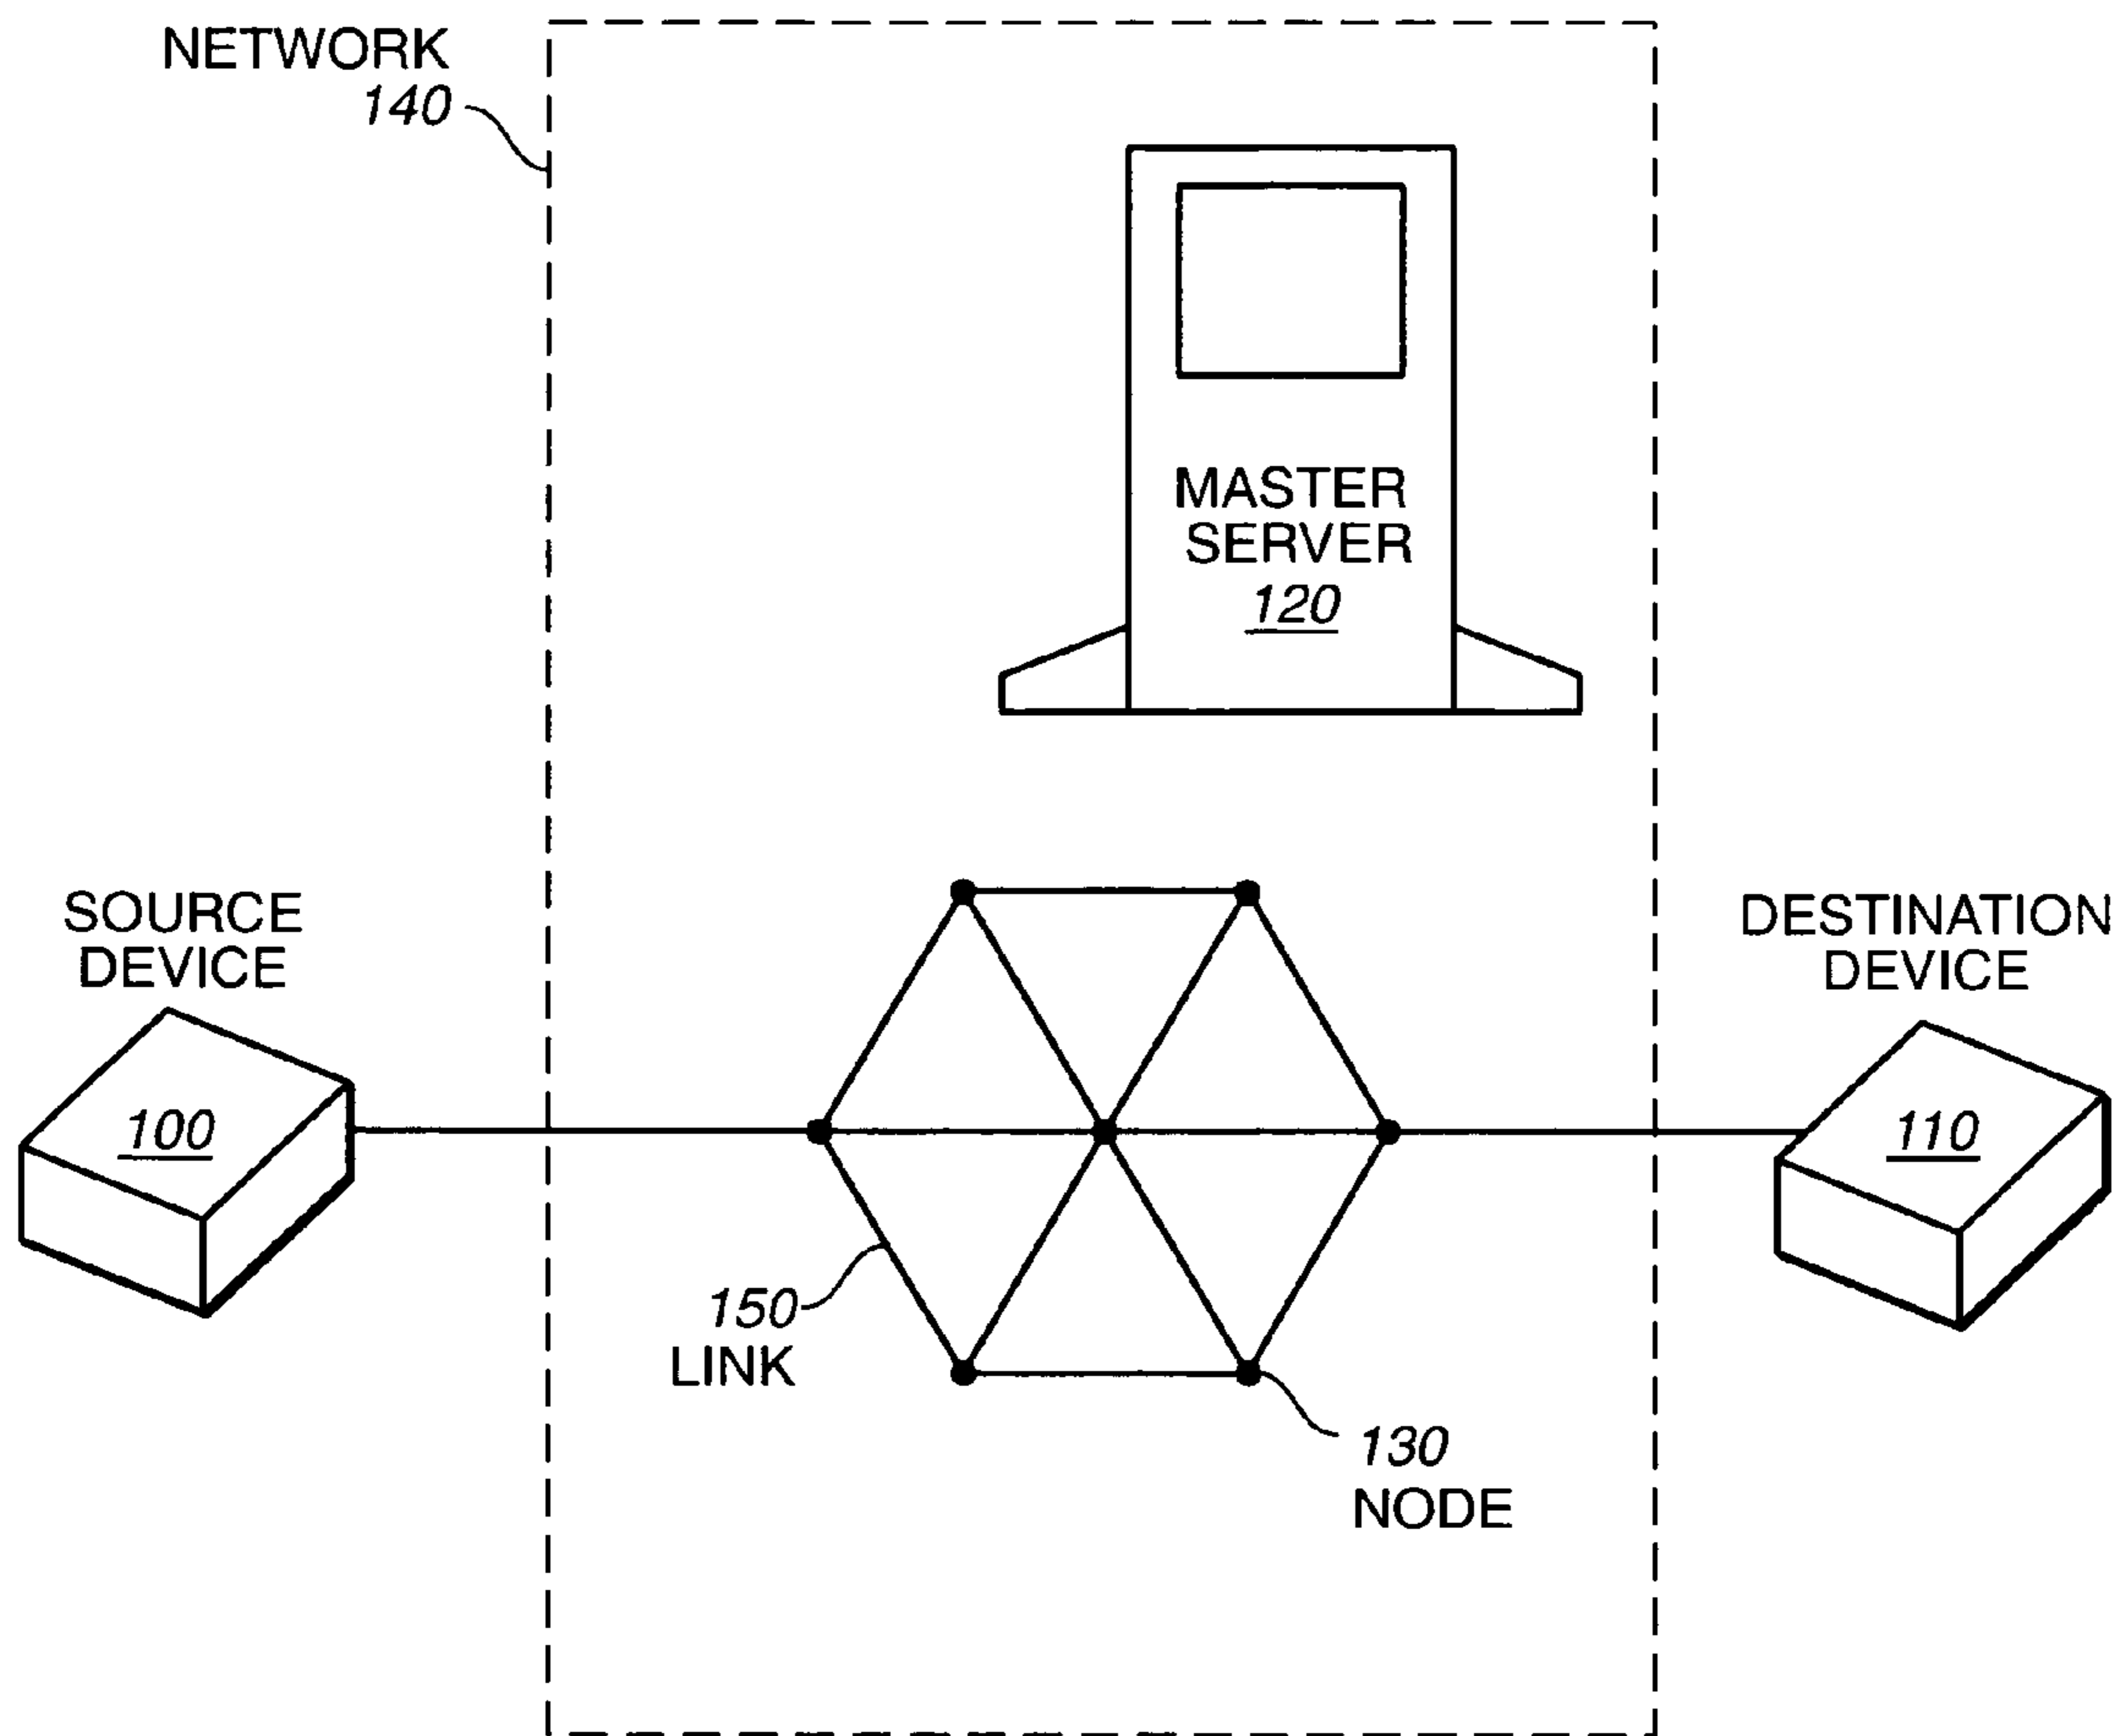 NETWORK
140
MASTER
SERVER
120
SOURCE
DEVICE
100
DESTINATION
DEVICE
110
150
LINK
130
NODE